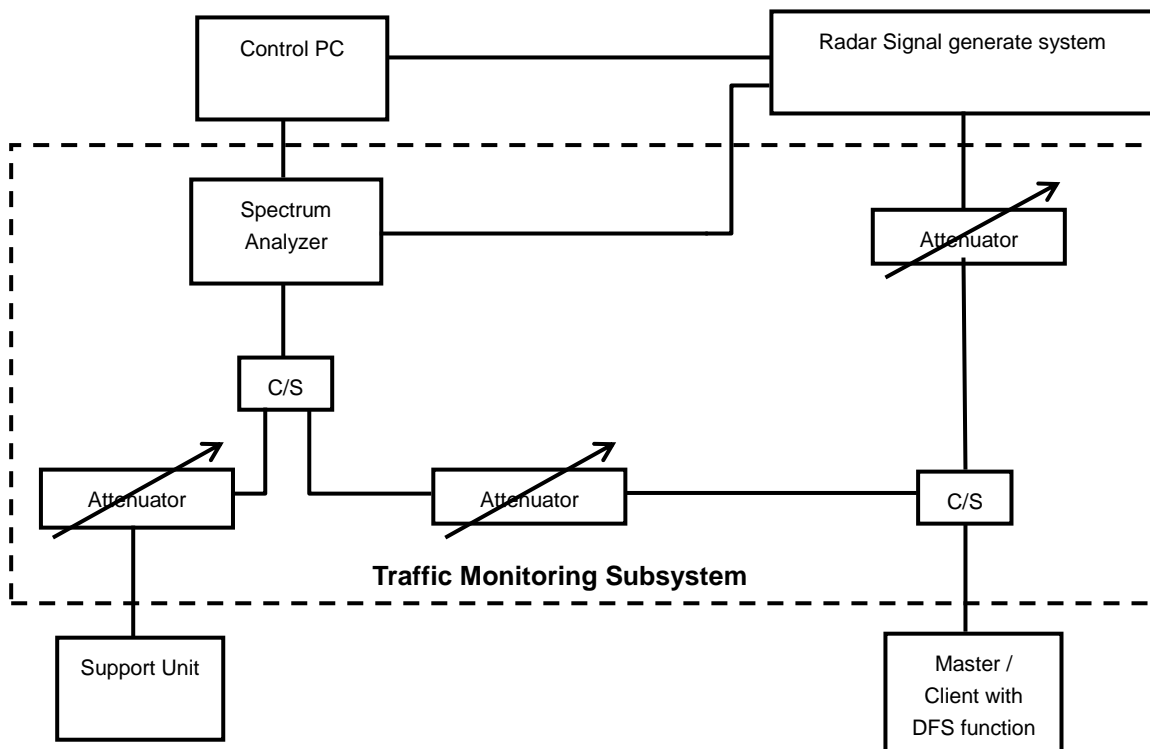 Control PC
Radar Signal generate system
Spectrum
Analyzer
Attenuator
C/S
Attenuator
Attenuator
C/S
Traffic Monitoring Subsystem
Support Unit
Master /
Client with
DFS function